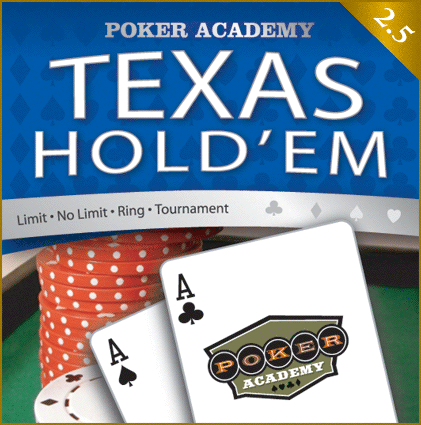 POKER ACADEMY
2.5
TEXAS
HOLD'EM
Limit • No Limit • Ring • Tournament
A
A
POKER
ACADEMY